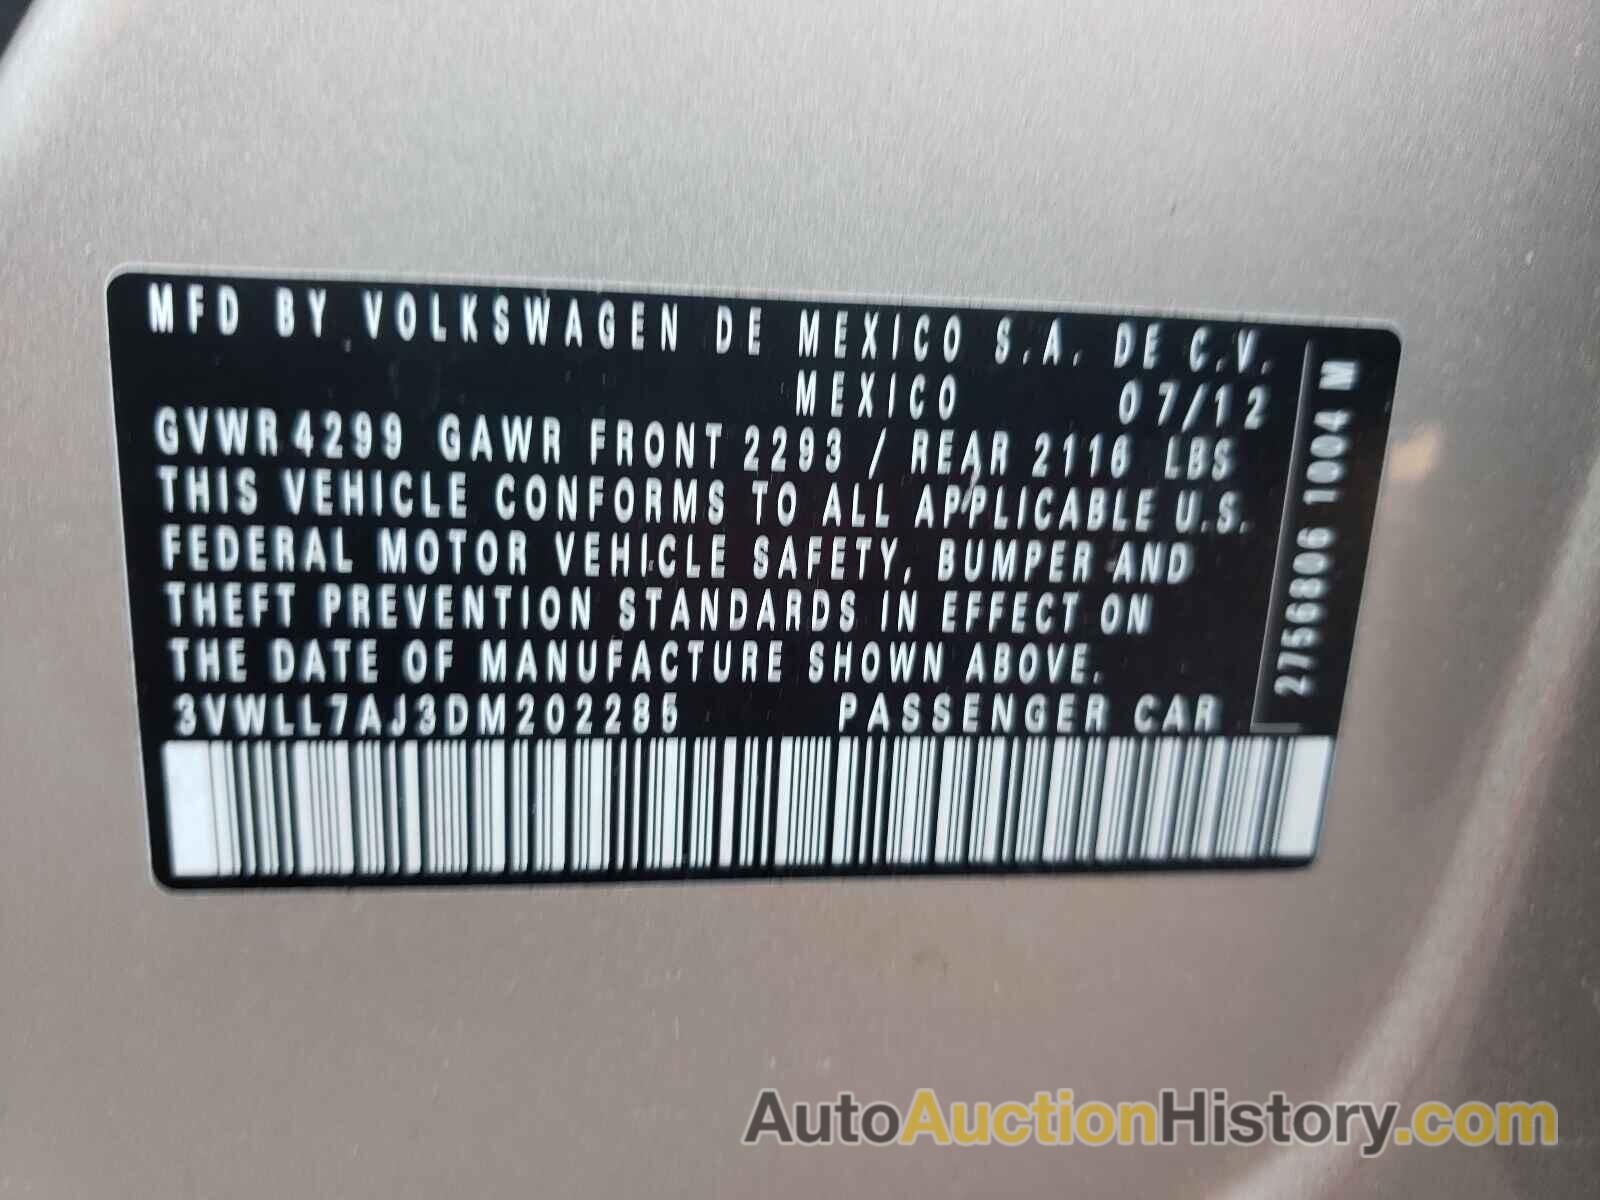 MFD BY VOLKSWAGEN DE MEXICO S.A. DE C.V.
MEXICO 07/12
GVWR 4299 GAWR FRONT 2293 / REAR 2116 LBS
THIS VEHICLE CONFORMS TO ALL APPLICABLE U.S.
FEDERAL MOTOR VEHICLE SAFETY, BUMPER AND
THEFT PREVENTION STANDARDS IN EFFECT ON
THE DATE OF MANUFACTURE SHOWN ABOVE.
3VWLL7AJ3DM202285 PASSENGER CAR
2756806 1004 M
AutoAuctionHistory.com